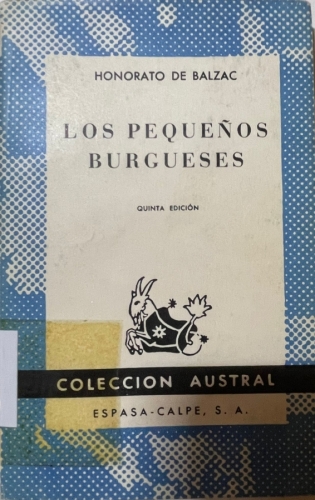 HONORATO DE BALZAC
LOS PEQUEÑOS
BURGUESES
QUINTA EDICIÓN
COLECCION AUSTRAL
ESPASA-CALPE, S. A.